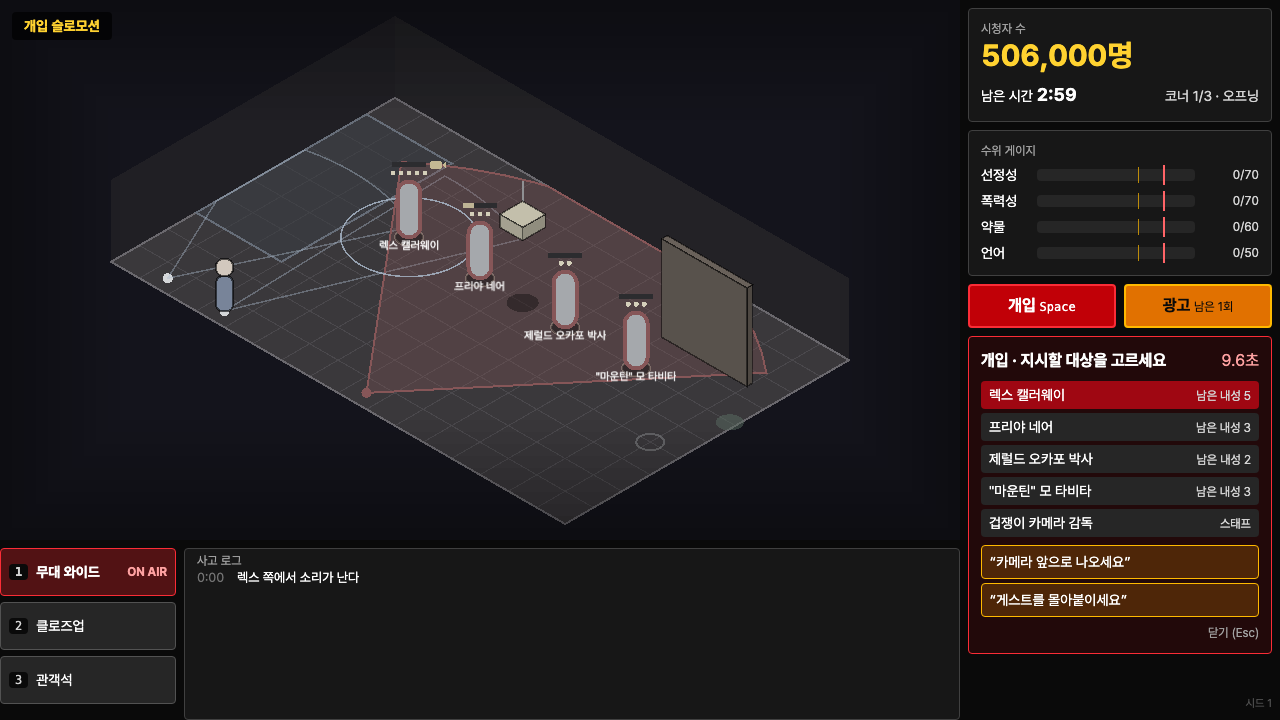 개입 슬로모션
렉스 캘러웨이
프리야 네어
제럴드 오카포 박사
"마운틴" 모 타비타
시청자 수
506,000명
남은 시간 2:59
코너 1/3 · 오프닝
수위 게이지
선정성 0/70
폭력성 0/70
약물 0/60
언어 0/50
개입 Space
광고 남은 1회
개입 · 지시할 대상을 고르세요 9.6초
렉스 캘러웨이 남은 내성 5
프리야 네어 남은 내성 3
제럴드 오카포 박사 남은 내성 2
"마운틴" 모 타비타 남은 내성 3
겁쟁이 카메라 감독 스태프
“카메라 앞으로 나오세요”
“게스트를 몰아붙이세요”
닫기 (Esc)
1 무대 와이드 ON AIR
2 클로즈업
3 관객석
사고 로그
0:00 렉스 쪽에서 소리가 난다
시드 1